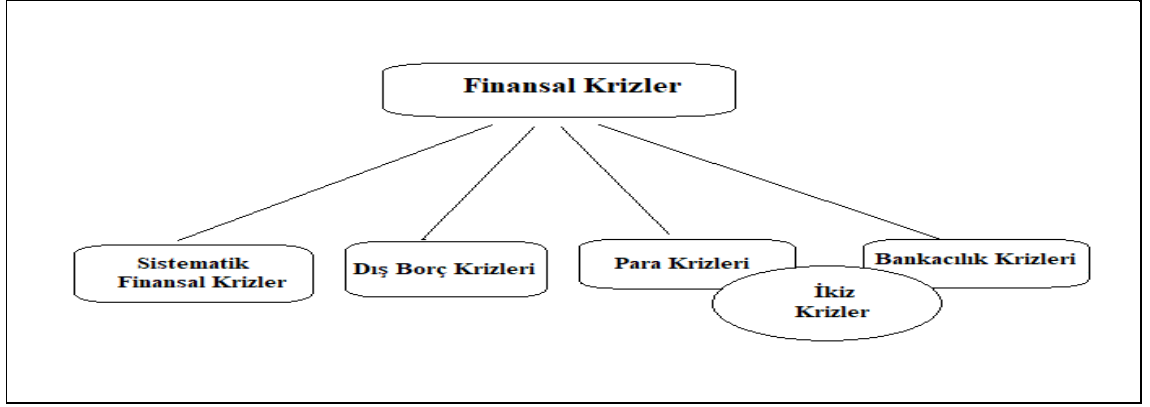 Finansal Krizler
Sistematik
Finansal Krizler
Dış Borç Krizleri
Para Krizleri
Bankacılık Krizleri
İkiz
Krizler